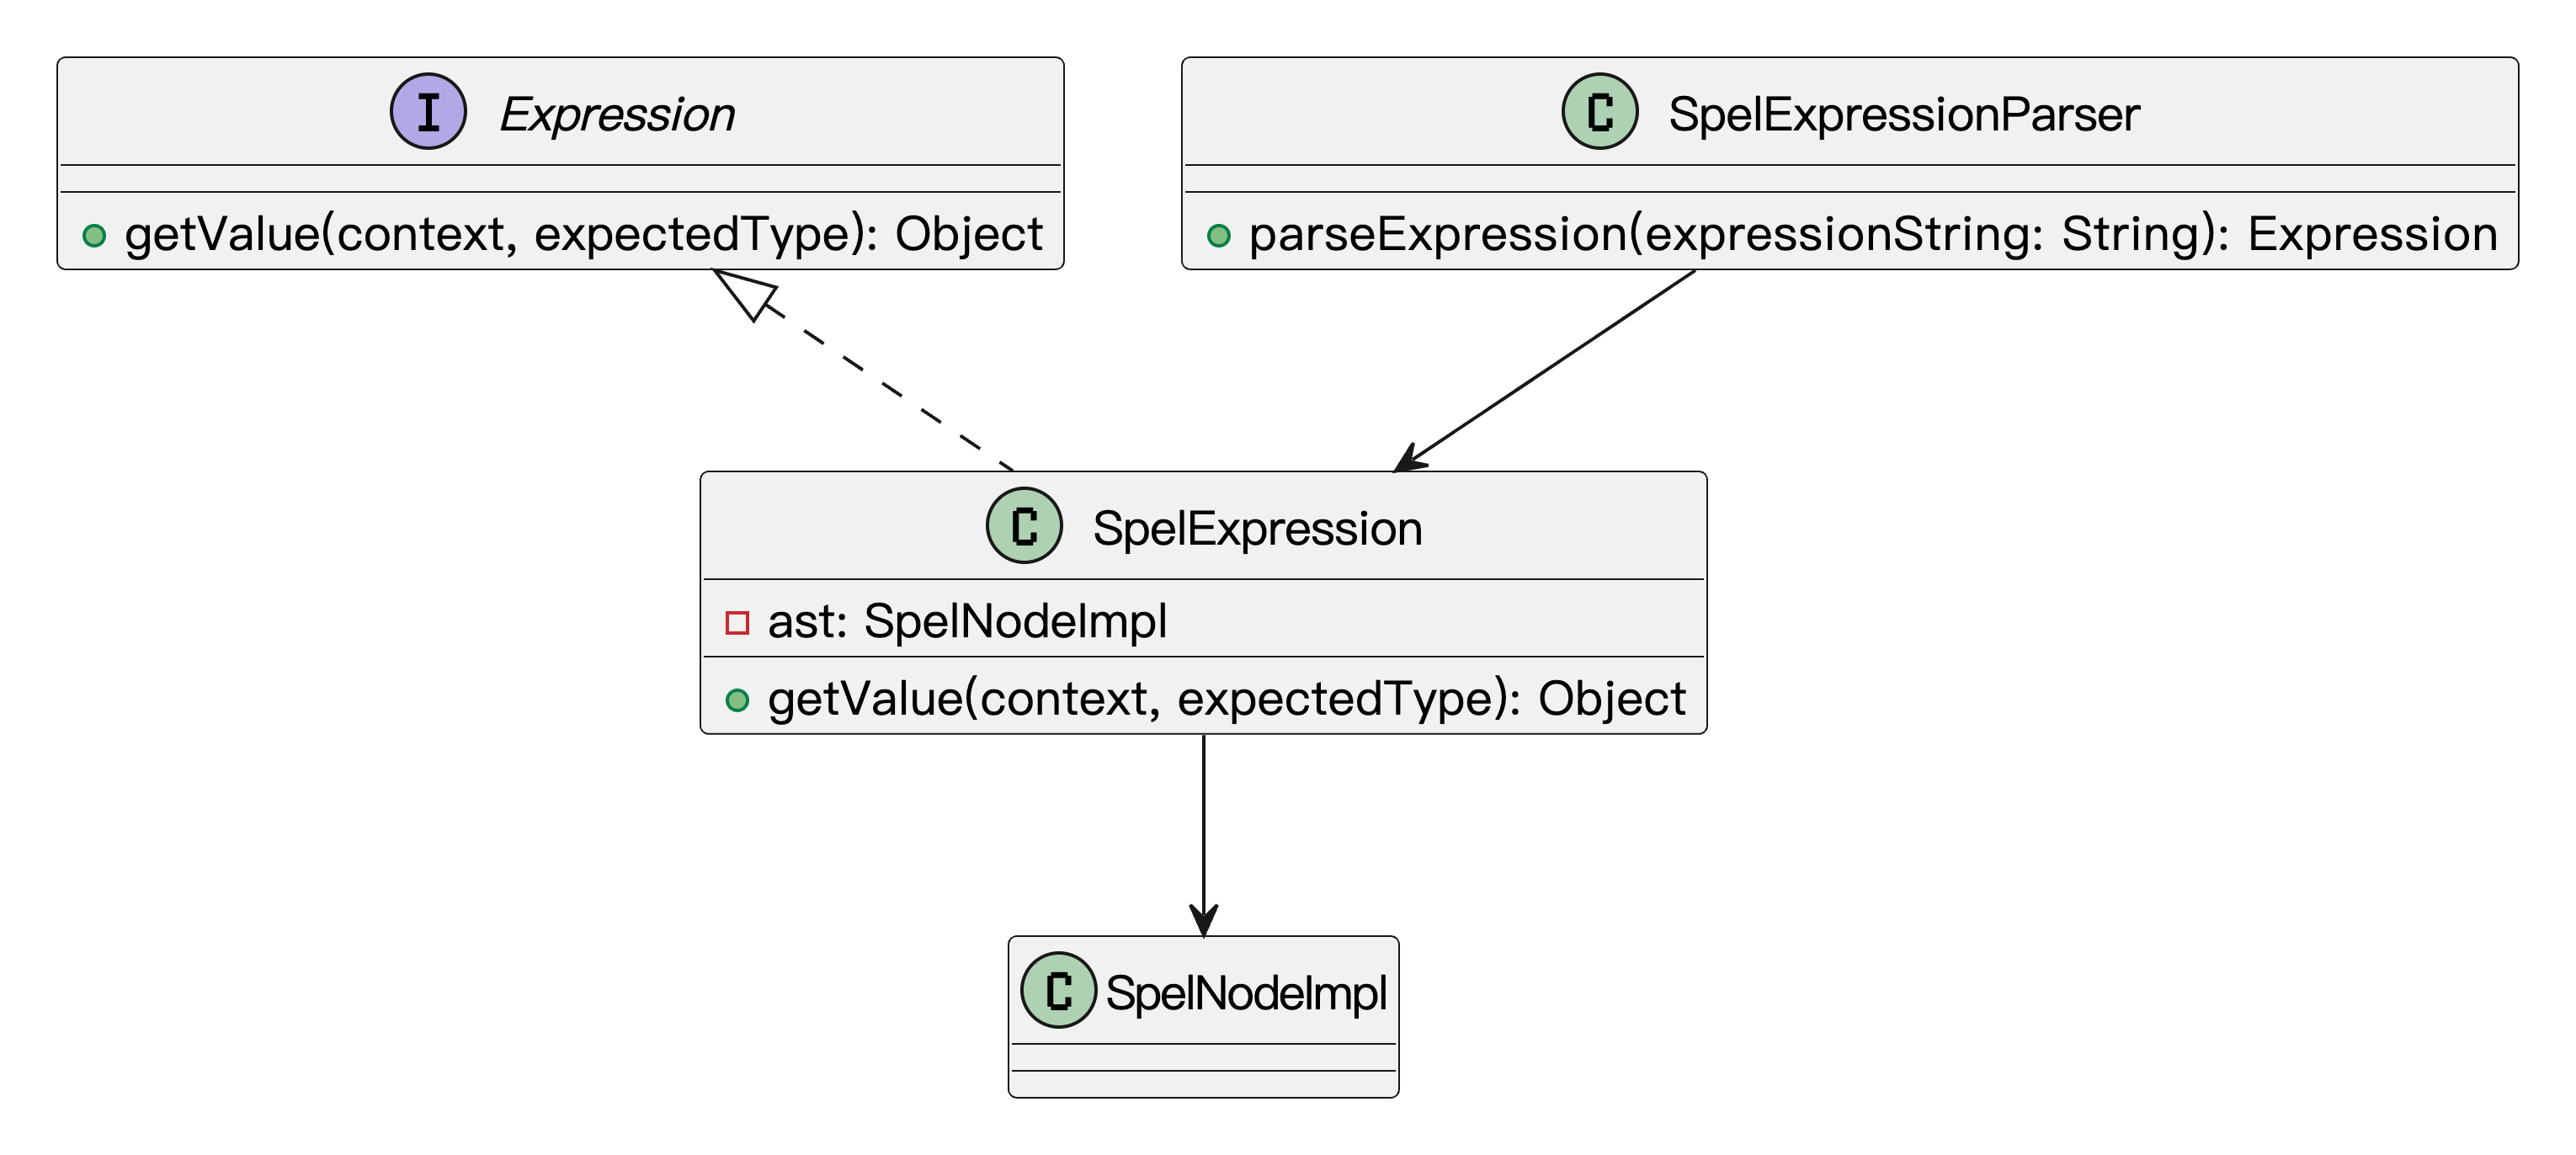 I Expression
getValue(context, expectedType): Object
C SpelExpressionParser
parseExpression(expressionString: String): Expression
C SpelExpression
ast: SpelNodeImpl
getValue(context, expectedType): Object
C SpelNodeImpl